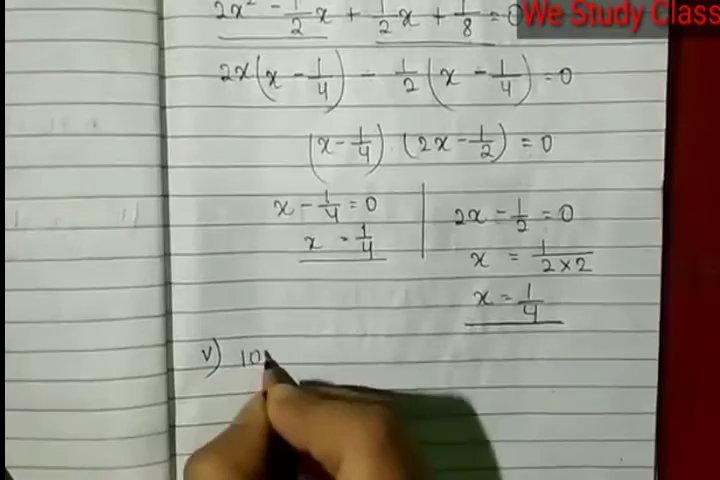 2x² - 1/2 x + 1/2 x + 1/8 = 0
We Study Class
2x(x - 1/4) - 1/2 (x - 1/4) = 0
(x - 1/4) (2x - 1/2) = 0
x - 1/4 = 0
x = 1/4
2x - 1/2 = 0
x = 1/2×2
x = 1/4
v) 10